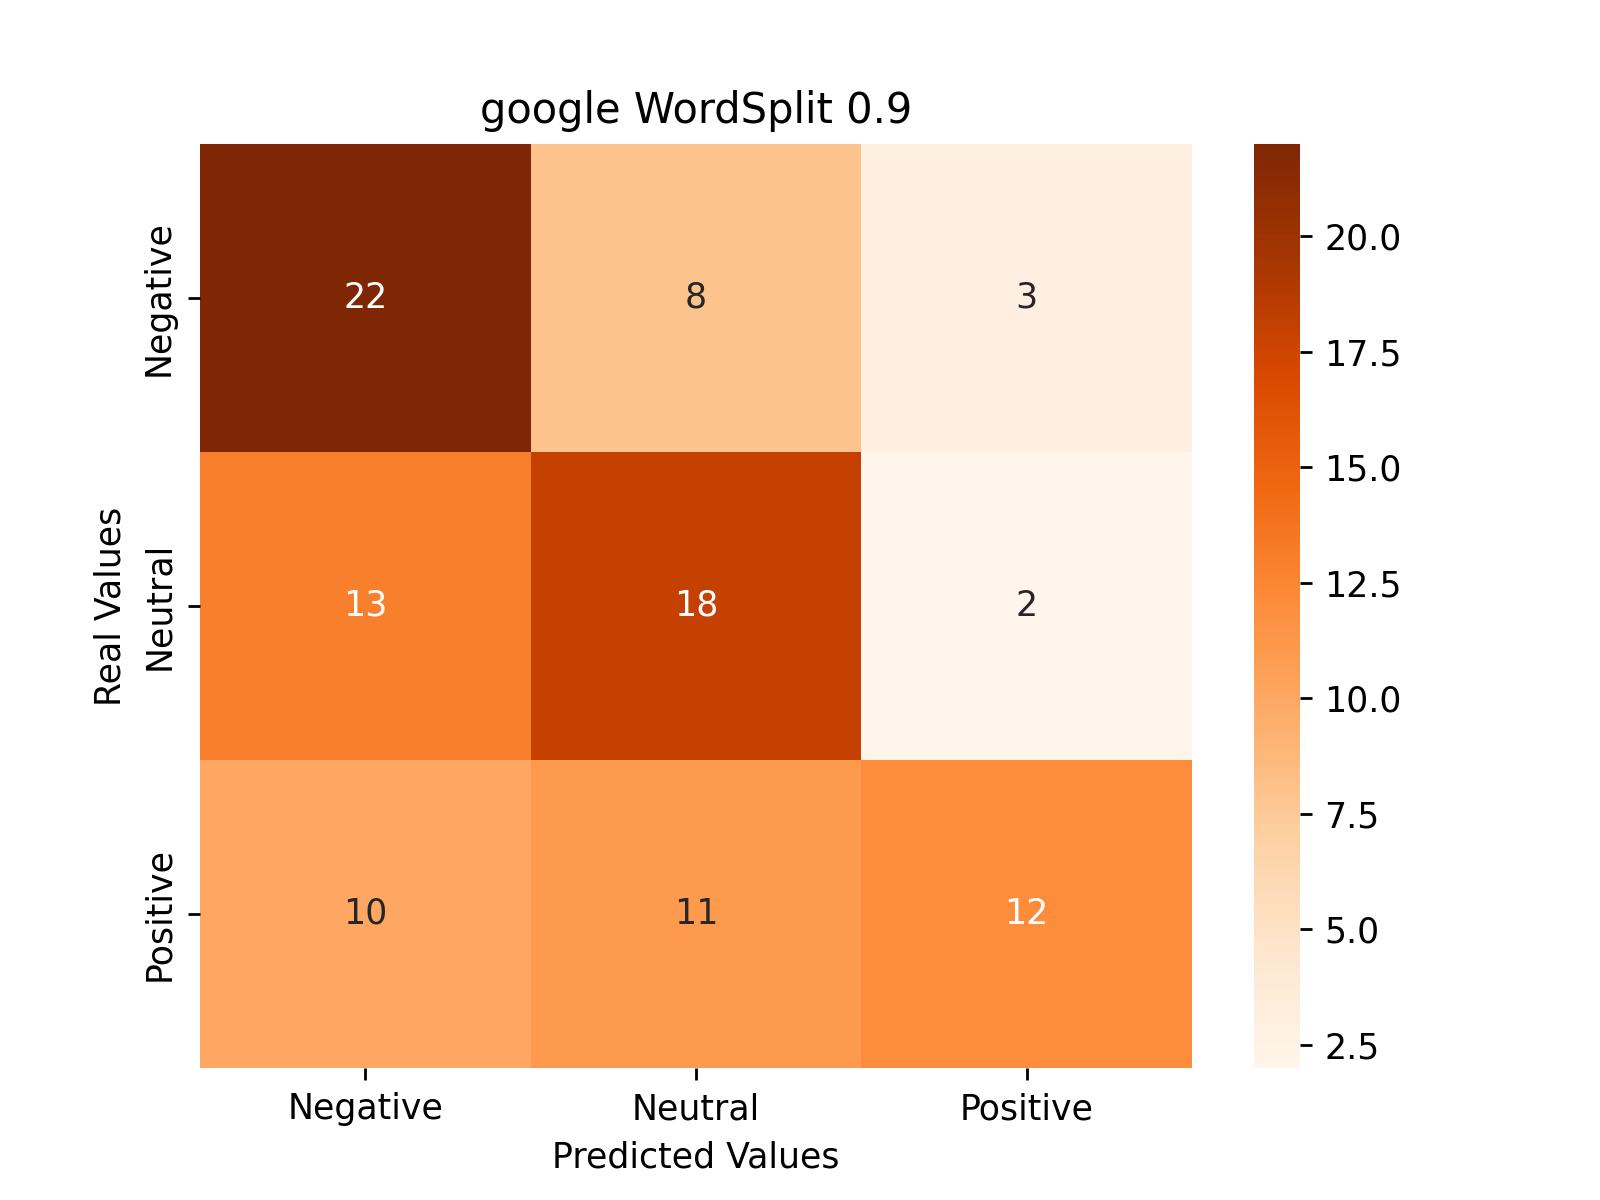 google WordSplit 0.9
Real Values
Negative
22
8
3
Neutral
13
18
2
Positive
10
11
12
Negative
Neutral
Positive
Predicted Values
20.0
17.5
15.0
12.5
10.0
7.5
5.0
2.5